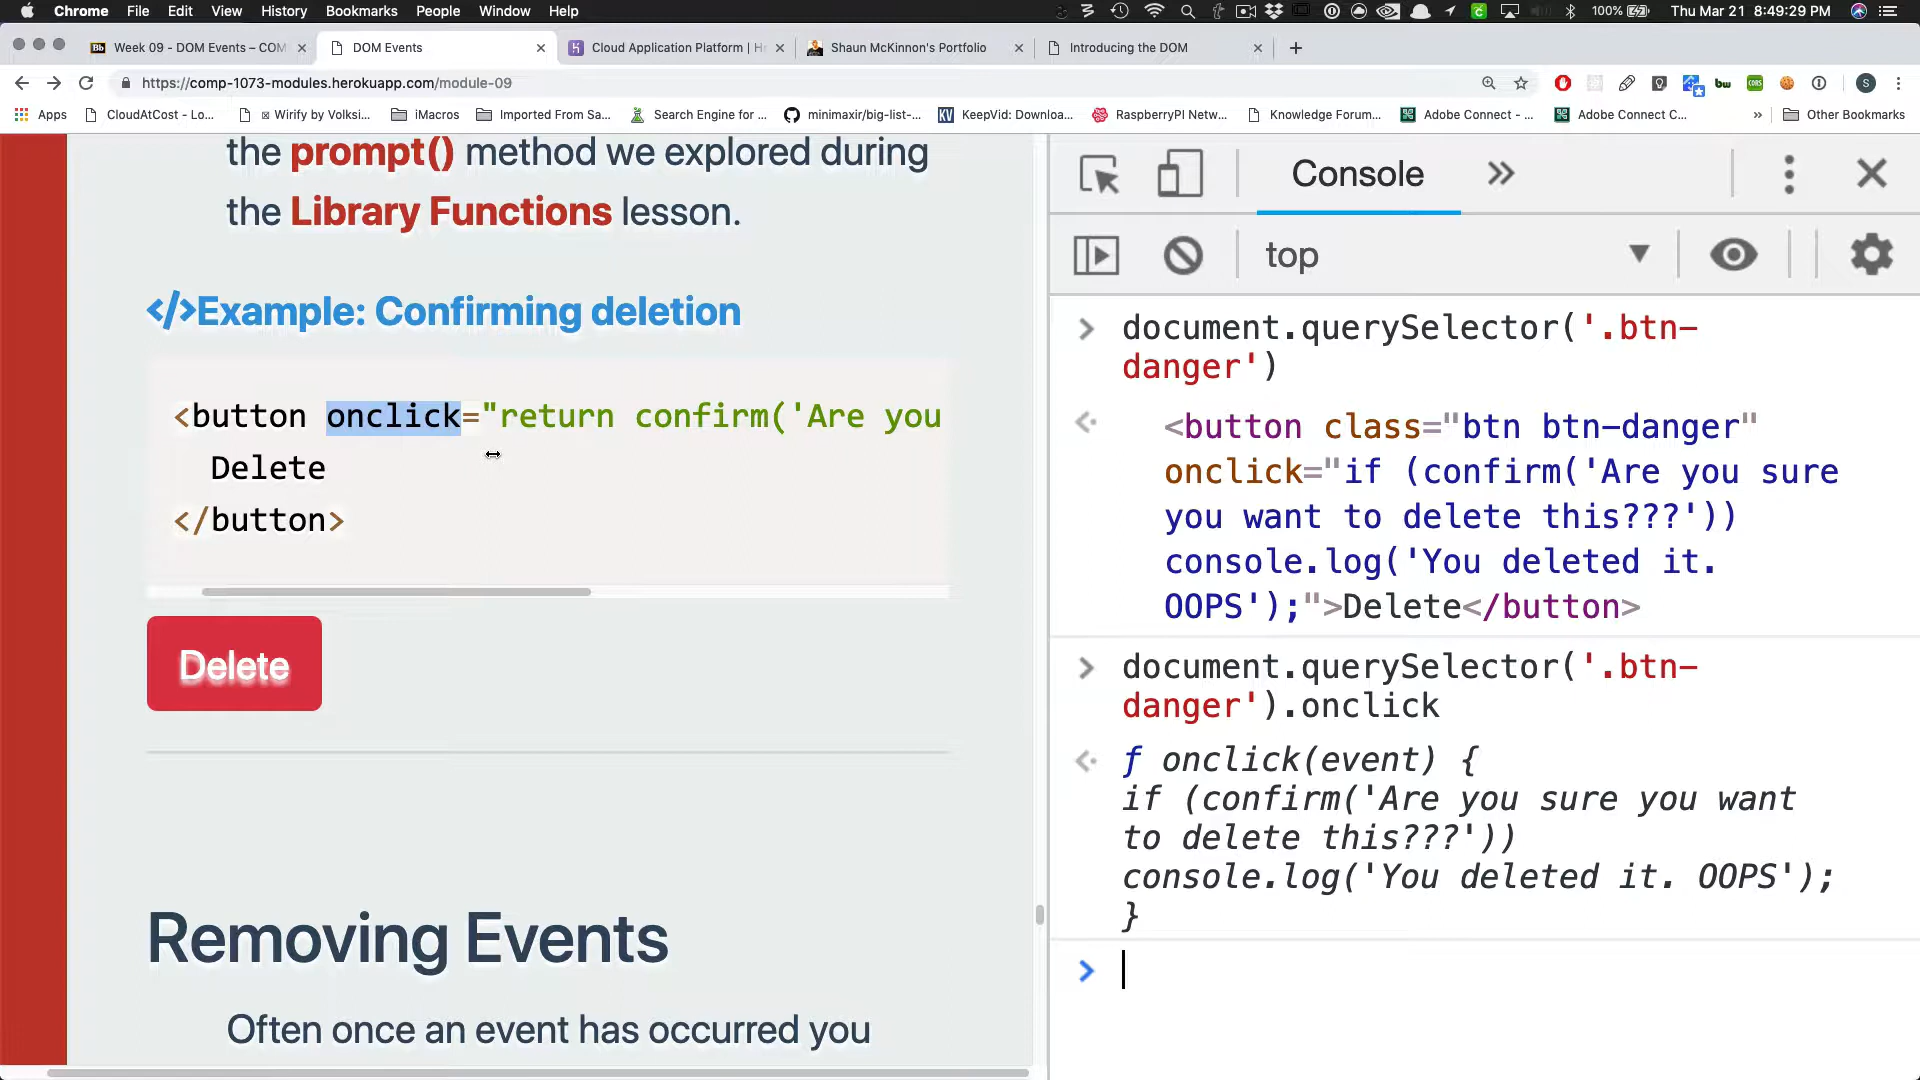 Chrome File Edit View History Bookmarks People Window Help 100% Thu Mar 21 8:49:29 PM
Bb Week 09 - DOM Events – COM DOM Events Cloud Application Platform | He Shaun McKinnon's Portfolio Introducing the DOM
https://comp-1073-modules.herokuapp.com/module-09
Apps CloudAtCost - Lo... Wirify by Volksi... iMacros Imported From Sa... Search Engine for ... minimaxir/big-list-... KV KeepVid: Downloa... RaspberryPI Netw... Knowledge Forum... Adobe Connect - ... Adobe Connect C... » Other Bookmarks
the prompt() method we explored during
the Library Functions lesson.
</>Example: Confirming deletion
<button onclick="return confirm('Are you
Delete
</button>
Delete
Removing Events
Often once an event has occurred you
Console »
top
> document.querySelector('.btn-
danger')
<button class="btn btn-danger"
onclick="if (confirm('Are you sure
you want to delete this???'))
console.log('You deleted it.
OOPS');">Delete</button>
> document.querySelector('.btn-
danger').onclick
ƒ onclick(event) {
if (confirm('Are you sure you want
to delete this???'))
console.log('You deleted it. OOPS');
}
>